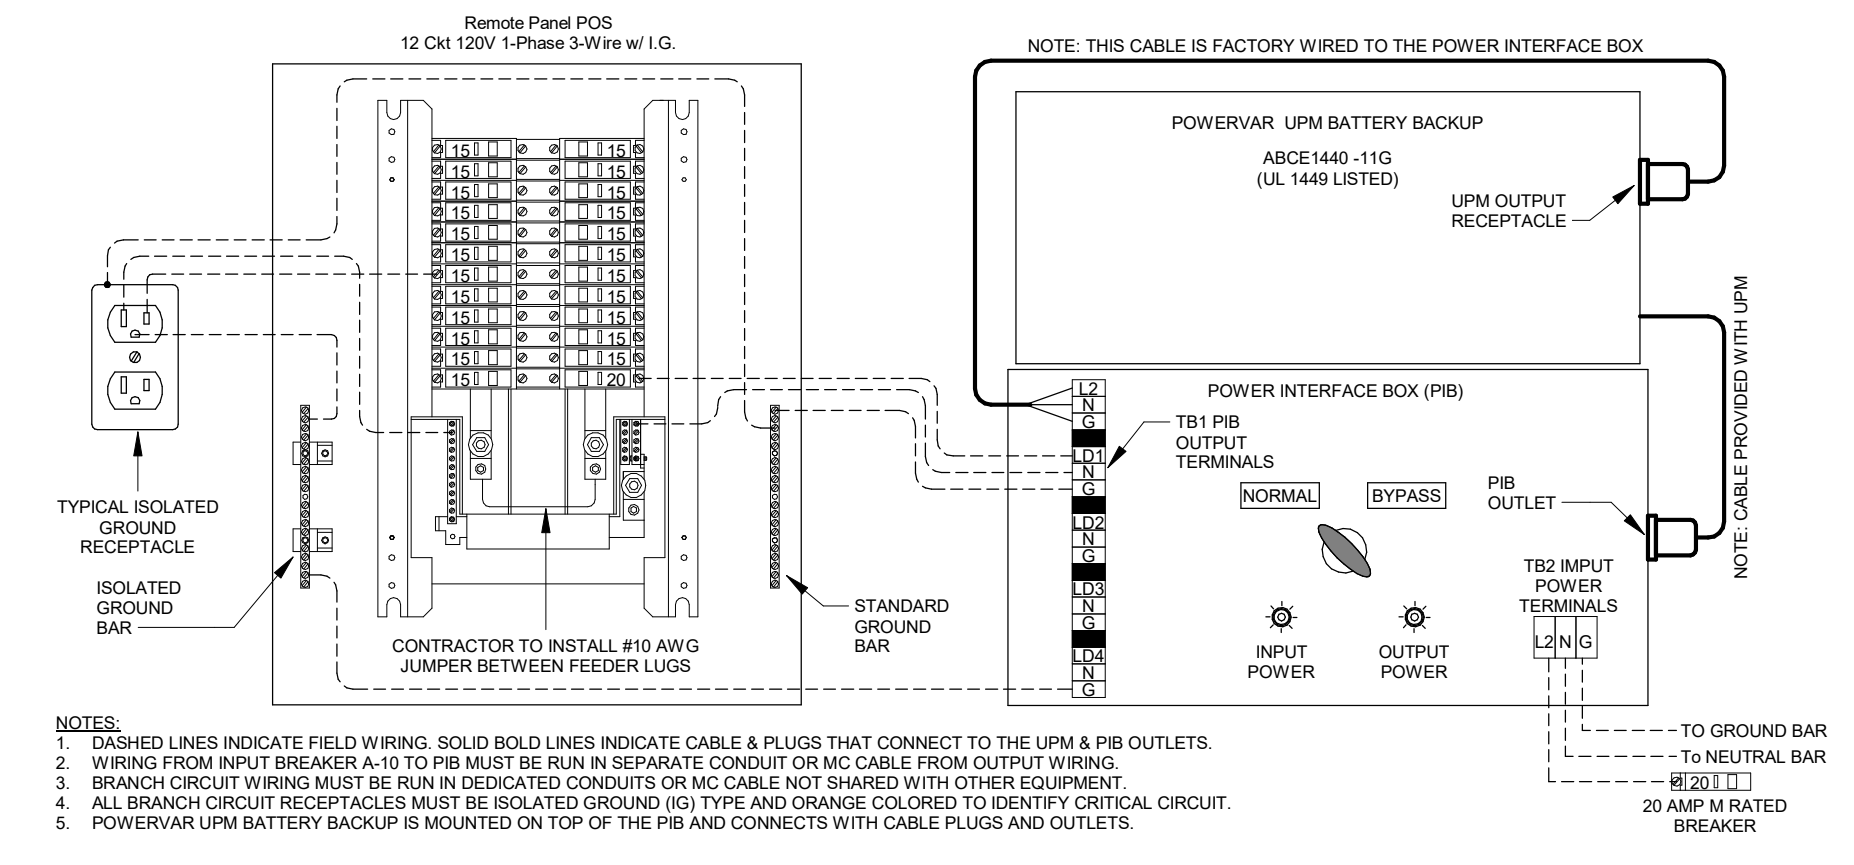 Remote Panel POS
12 Ckt 120V 1-Phase 3-Wire w/ I.G.
NOTE: THIS CABLE IS FACTORY WIRED TO THE POWER INTERFACE BOX
POWERVAR UPM BATTERY BACKUP
ABCE1440 -11G
(UL 1449 LISTED)
UPM OUTPUT
RECEPTACLE
NOTE: CABLE PROVIDED WITH UPM
15 15
15 15
15 15
15 15
15 15
15 15
15 15
15 15
15 15
15 15
15 15
15 20
POWER INTERFACE BOX (PIB)
L2
N
G
LD1
N
G
LD2
N
G
LD3
N
G
LD4
N
G
TB1 PIB
OUTPUT
TERMINALS
NORMAL
BYPASS
PIB
OUTLET
TB2 IMPUT
POWER
TERMINALS
L2 N G
INPUT
POWER
OUTPUT
POWER
TYPICAL ISOLATED
GROUND
RECEPTACLE
ISOLATED
GROUND
BAR
CONTRACTOR TO INSTALL #10 AWG
JUMPER BETWEEN FEEDER LUGS
STANDARD
GROUND
BAR
TO GROUND BAR
To NEUTRAL BAR
20
20 AMP M RATED
BREAKER
NOTES:
1. DASHED LINES INDICATE FIELD WIRING. SOLID BOLD LINES INDICATE CABLE & PLUGS THAT CONNECT TO THE UPM & PIB OUTLETS.
2. WIRING FROM INPUT BREAKER A-10 TO PIB MUST BE RUN IN SEPARATE CONDUIT OR MC CABLE FROM OUTPUT WIRING.
3. BRANCH CIRCUIT WIRING MUST BE RUN IN DEDICATED CONDUITS OR MC CABLE NOT SHARED WITH OTHER EQUIPMENT.
4. ALL BRANCH CIRCUIT RECEPTACLES MUST BE ISOLATED GROUND (IG) TYPE AND ORANGE COLORED TO IDENTIFY CRITICAL CIRCUIT.
5. POWERVAR UPM BATTERY BACKUP IS MOUNTED ON TOP OF THE PIB AND CONNECTS WITH CABLE PLUGS AND OUTLETS.